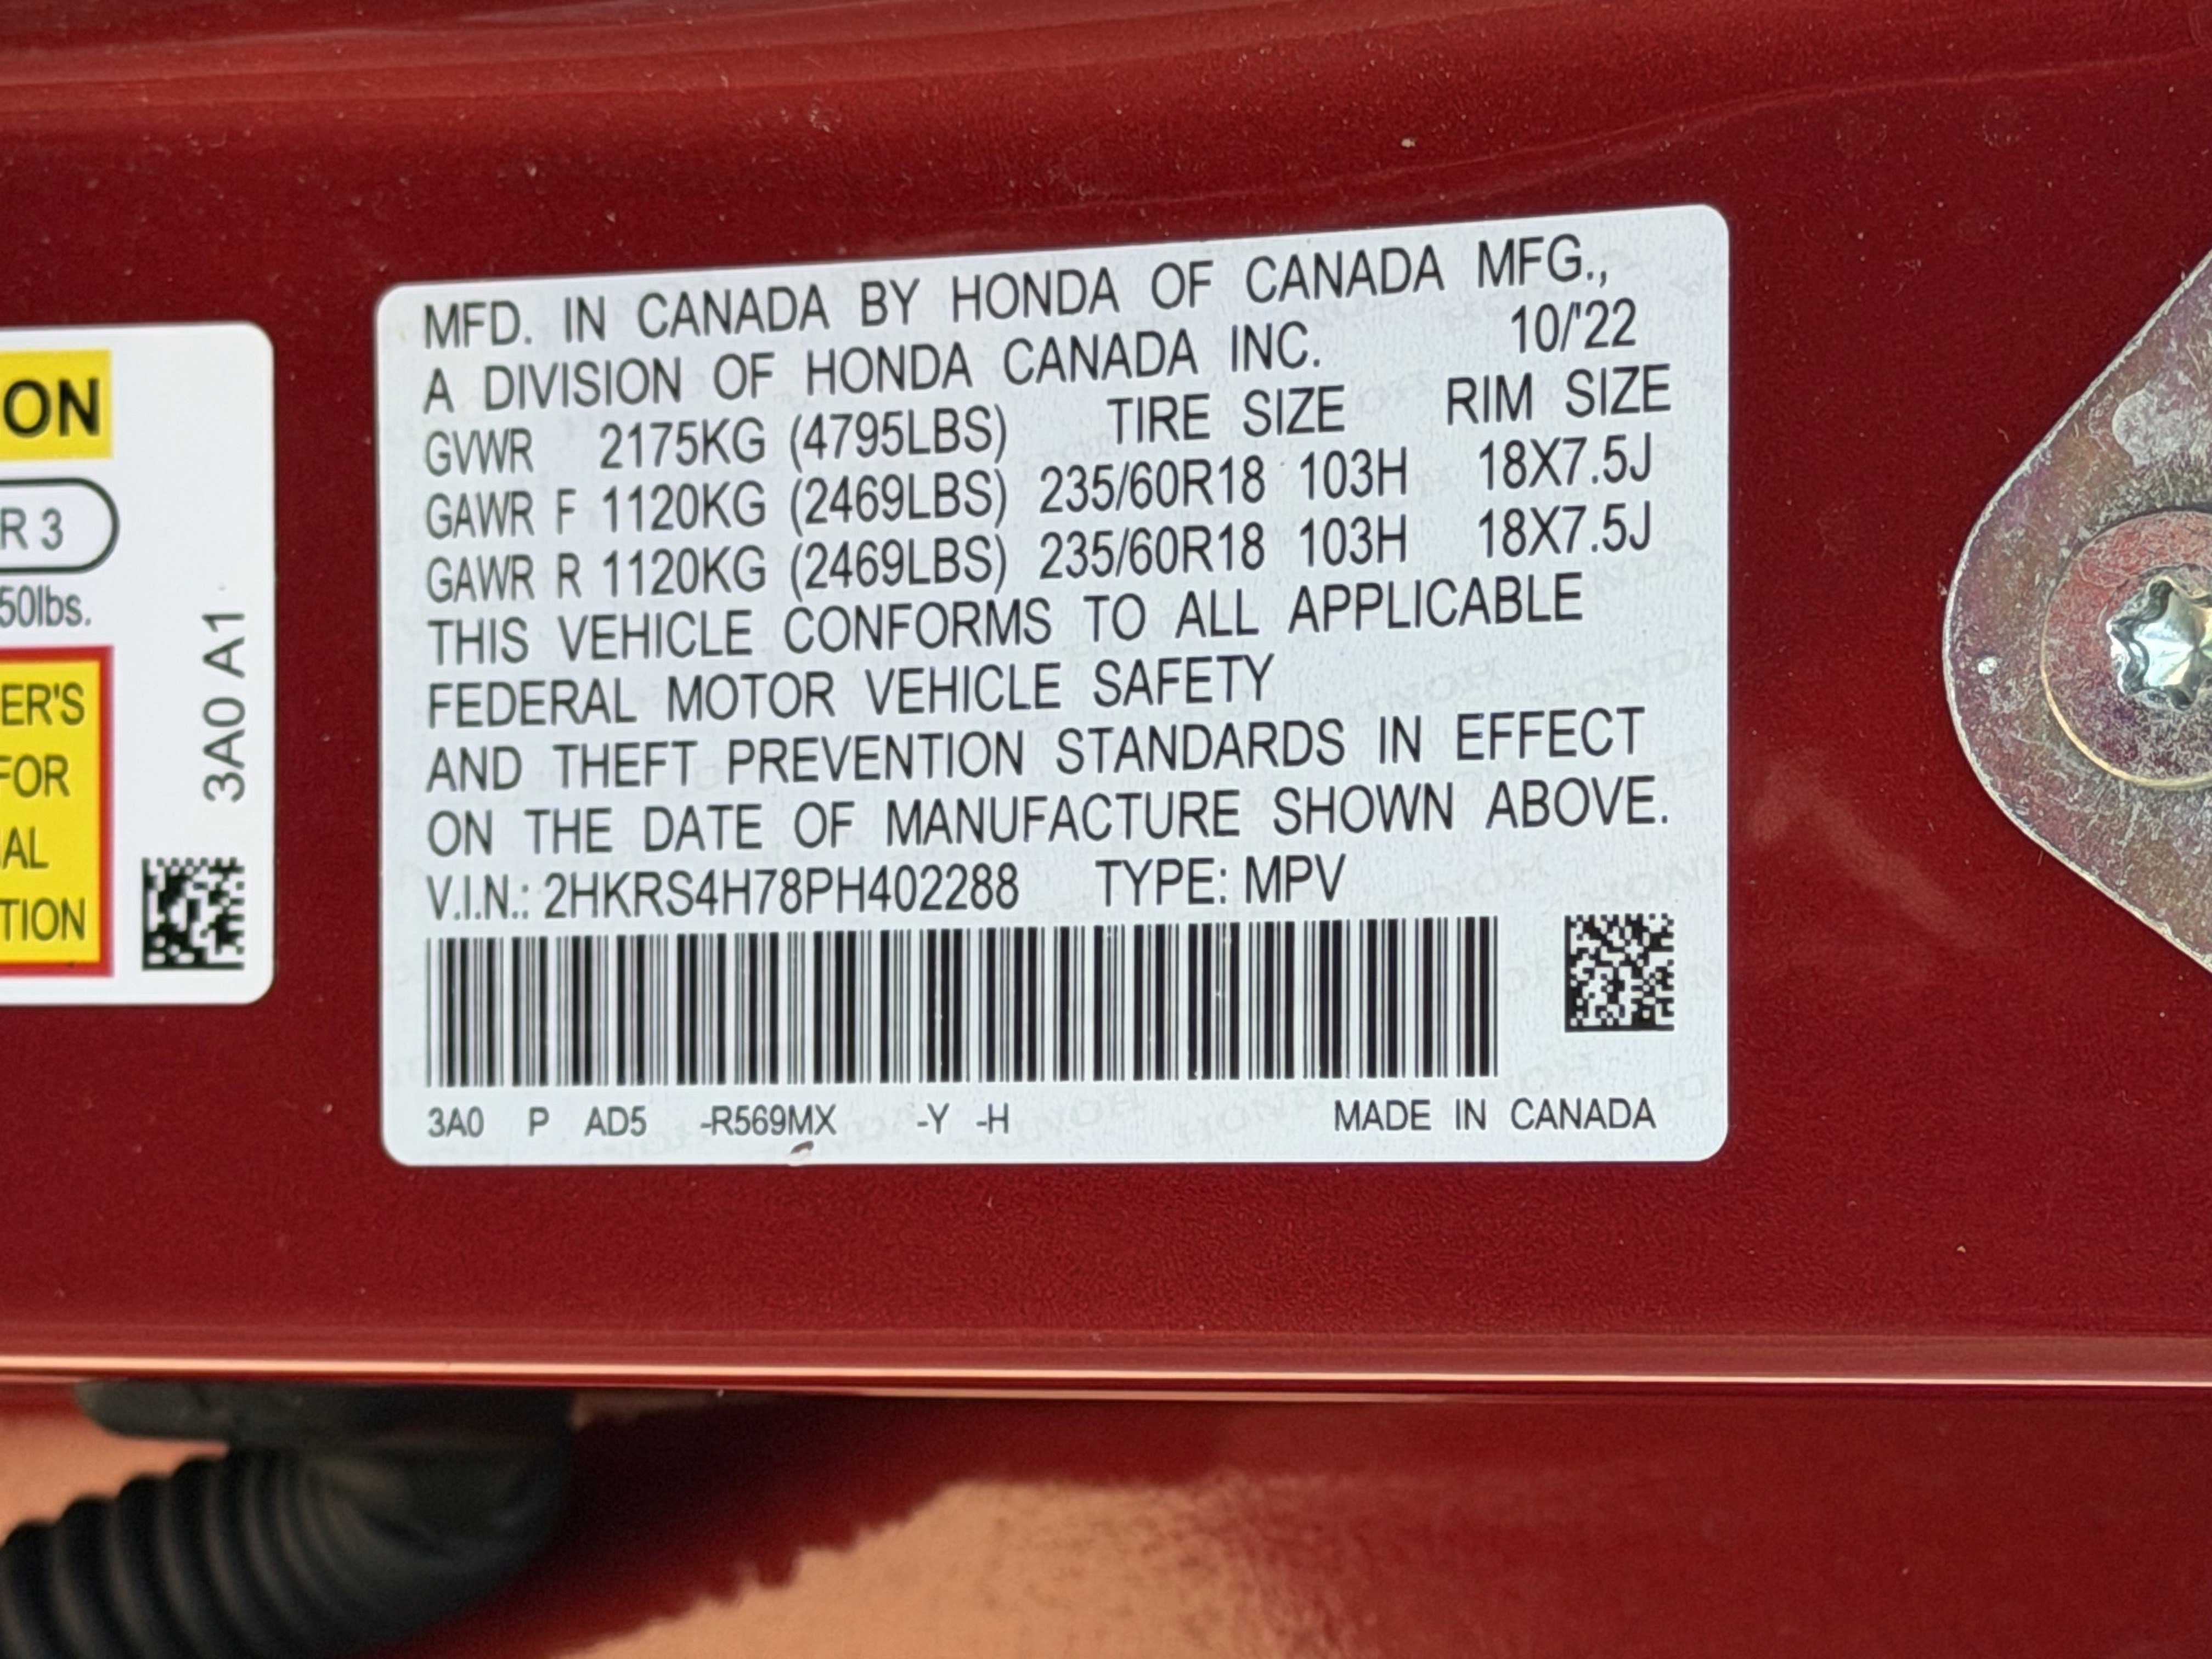 MFD. IN CANADA BY HONDA OF CANADA MFG.,
A DIVISION OF HONDA CANADA INC. 10/'22
GVWR 2175KG (4795LBS) TIRE SIZE RIM SIZE
GAWR F 1120KG (2469LBS) 235/60R18 103H 18X7.5J
GAWR R 1120KG (2469LBS) 235/60R18 103H 18X7.5J
THIS VEHICLE CONFORMS TO ALL APPLICABLE
FEDERAL MOTOR VEHICLE SAFETY
AND THEFT PREVENTION STANDARDS IN EFFECT
ON THE DATE OF MANUFACTURE SHOWN ABOVE.
V.I.N.: 2HKRS4H78PH402288 TYPE: MPV
3A0 P AD5 -R569MX -Y -H MADE IN CANADA
ON
R 3
50lbs.
ER'S
FOR
AL
TION
3A0 A1